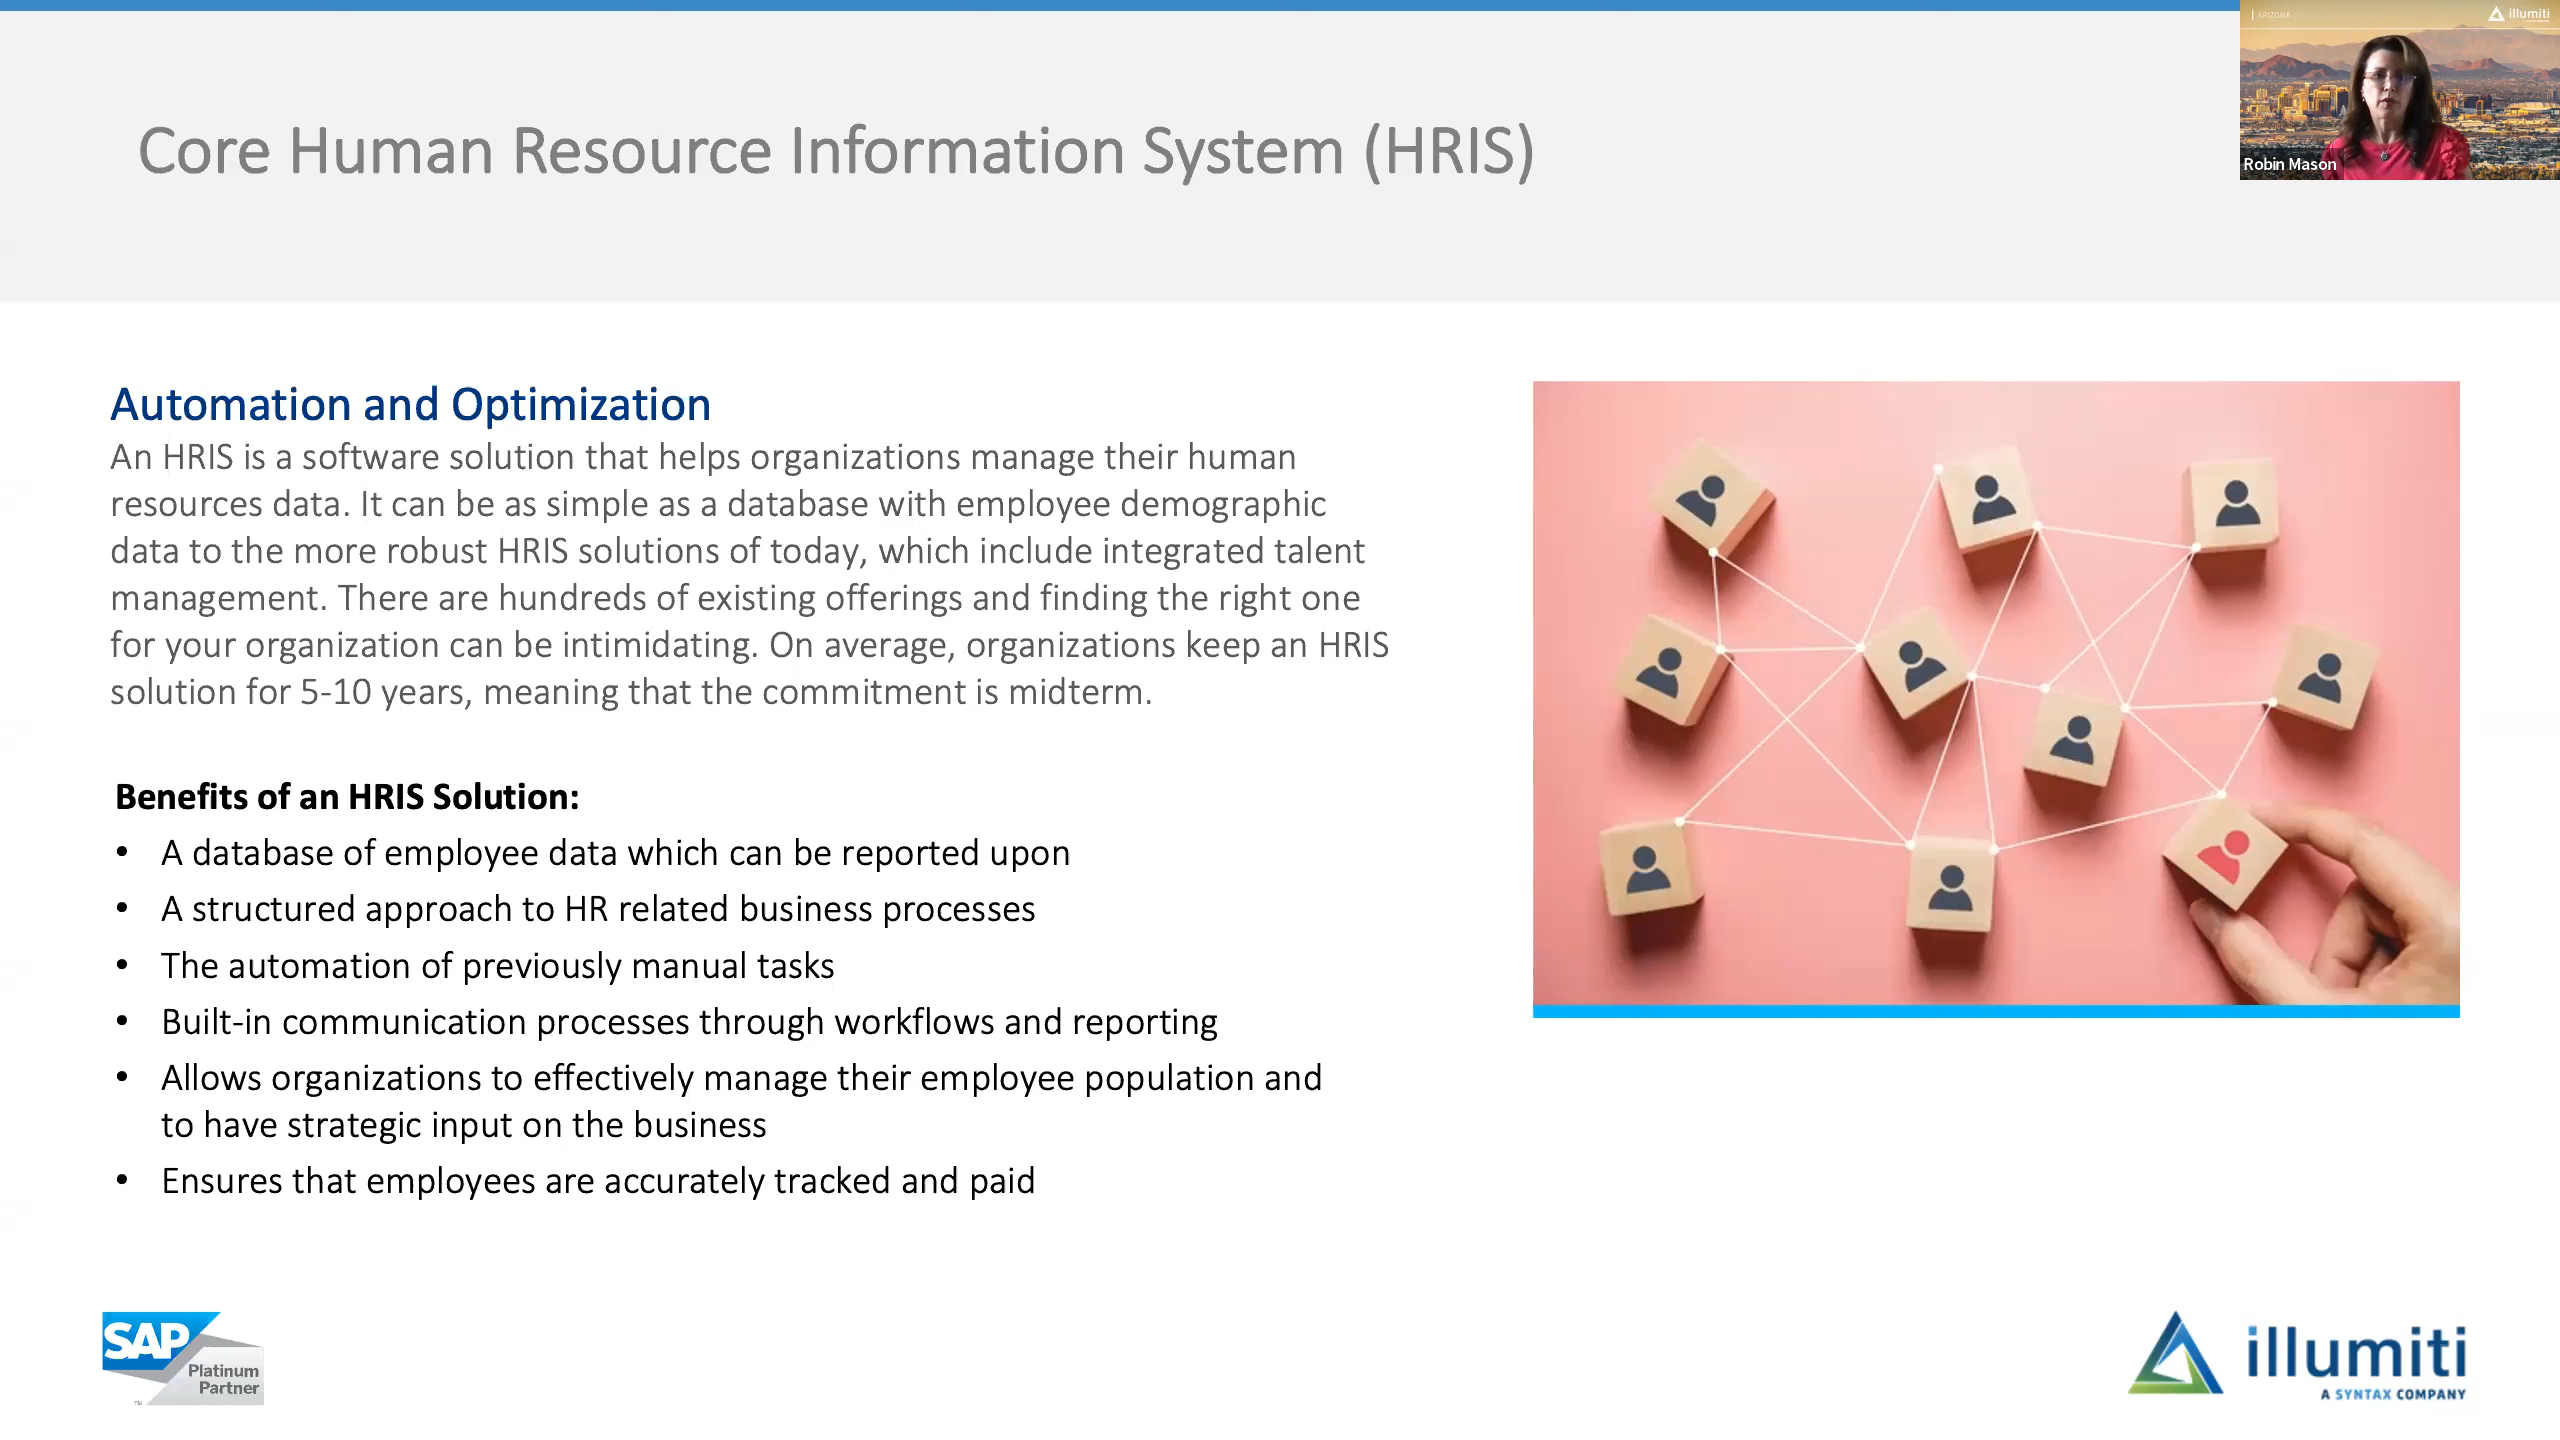 | ARIZONA
illumiti
Robin Mason
Core Human Resource Information System (HRIS)
Automation and Optimization
An HRIS is a software solution that helps organizations manage their human
resources data. It can be as simple as a database with employee demographic
data to the more robust HRIS solutions of today, which include integrated talent
management. There are hundreds of existing offerings and finding the right one
for your organization can be intimidating. On average, organizations keep an HRIS
solution for 5-10 years, meaning that the commitment is midterm.
Benefits of an HRIS Solution:
• A database of employee data which can be reported upon
• A structured approach to HR related business processes
• The automation of previously manual tasks
• Built-in communication processes through workflows and reporting
• Allows organizations to effectively manage their employee population and
to have strategic input on the business
• Ensures that employees are accurately tracked and paid
SAP
Platinum
Partner
™
illumiti
A SYNTAX COMPANY